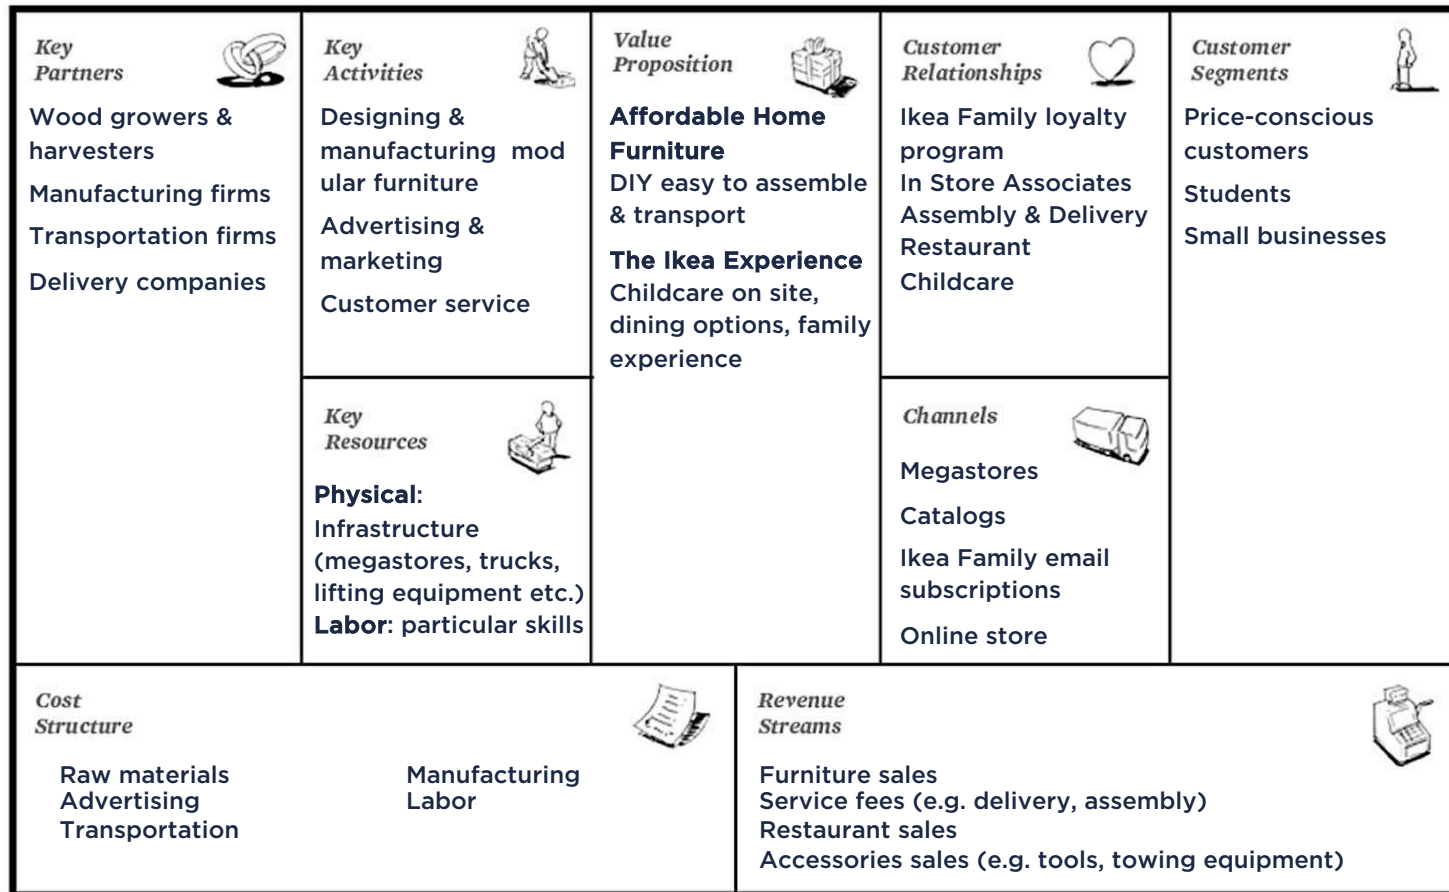 Key
Partners
Wood growers &
harvesters
Manufacturing firms
Transportation firms
Delivery companies
Key
Activities
Designing &
manufacturing  mod
ular furniture
Advertising &
marketing
Customer service
Key
Resources
Physical:
Infrastructure
(megastores, trucks,
lifting equipment etc.)
Labor: particular skills
Value
Proposition
Affordable Home
Furniture
DIY easy to assemble
& transport
The Ikea Experience
Childcare on site,
dining options, family
experience
Customer
Relationships
Ikea Family loyalty
program
In Store Associates
Assembly & Delivery
Restaurant
Childcare
Channels
Megastores
Catalogs
Ikea Family email
subscriptions
Online store
Customer
Segments
Price-conscious
customers
Students
Small businesses
Cost
Structure
Raw materials
Advertising
Transportation
Manufacturing
Labor
Revenue
Streams
Furniture sales
Service fees (e.g. delivery, assembly)
Restaurant sales
Accessories sales (e.g. tools, towing equipment)